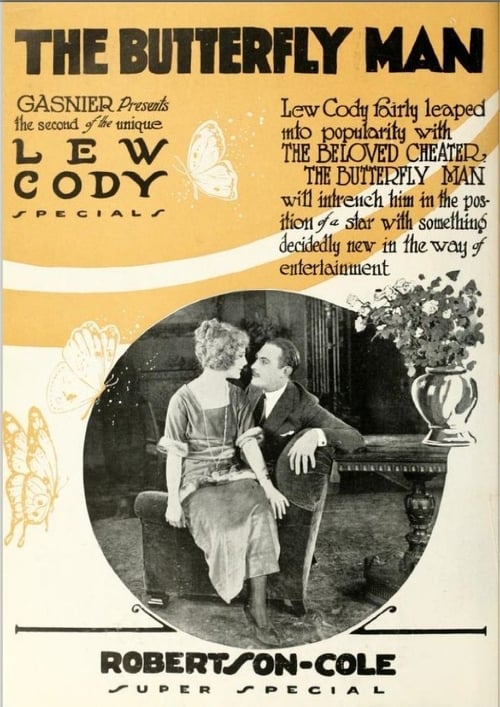 THE BUTTERFLY MAN
GASNIER Presents
the second of the unique
LEW
CODY
SPECIALS
Lew Cody fairly leaped
into popularity with
THE BELOVED CHEATER,
THE BUTTERFLY MAN
will intrench him in the pos-
ition of a star with something
decidedly new in the way of
entertainment
ROBERTSON-COLE
SUPER SPECIAL